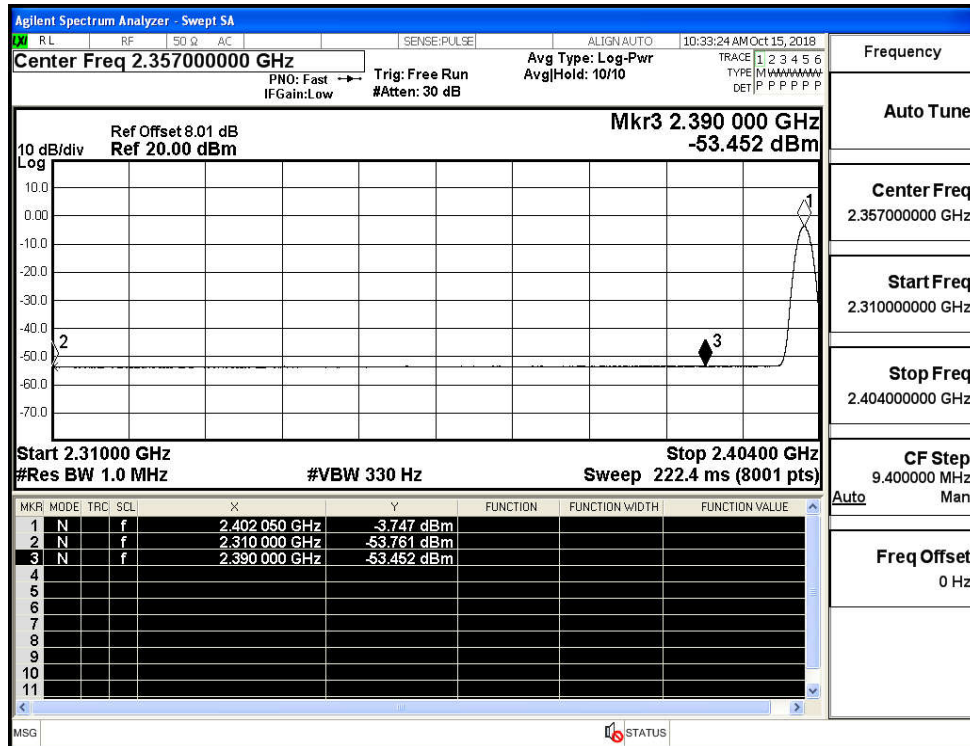 Agilent Spectrum Analyzer - Swept SA
LXI RL RF 50 Ω AC SENSE:PULSE ALIGN AUTO 10:33:24 AM Oct 15, 2018
Center Freq 2.357000000 GHz
PNO: Fast
IFGain:Low
Trig: Free Run
#Atten: 30 dB
Avg Type: Log-Pwr
Avg|Hold: 10/10
TRACE 1 2 3 4 5 6
TYPE M W W W W W
DET P P P P P P
Mkr3 2.390 000 GHz
-53.452 dBm
Ref Offset 8.01 dB
10 dB/div Ref 20.00 dBm
Log
10.0
0.00
-10.0
-20.0
-30.0
-40.0
-50.0
-60.0
-70.0
1
2
3
Start 2.31000 GHz Stop 2.40400 GHz
#Res BW 1.0 MHz #VBW 330 Hz Sweep 222.4 ms (8001 pts)
MKR MODE TRC SCL X Y FUNCTION FUNCTION WIDTH FUNCTION VALUE
1 N f 2.402 050 GHz -3.747 dBm
2 N f 2.310 000 GHz -53.761 dBm
3 N f 2.390 000 GHz -53.452 dBm
4
5
6
7
8
9
10
11
MSG STATUS
Frequency
Auto Tune
Center Freq
2.357000000 GHz
Start Freq
2.310000000 GHz
Stop Freq
2.404000000 GHz
CF Step
9.400000 MHz
Auto Man
Freq Offset
0 Hz